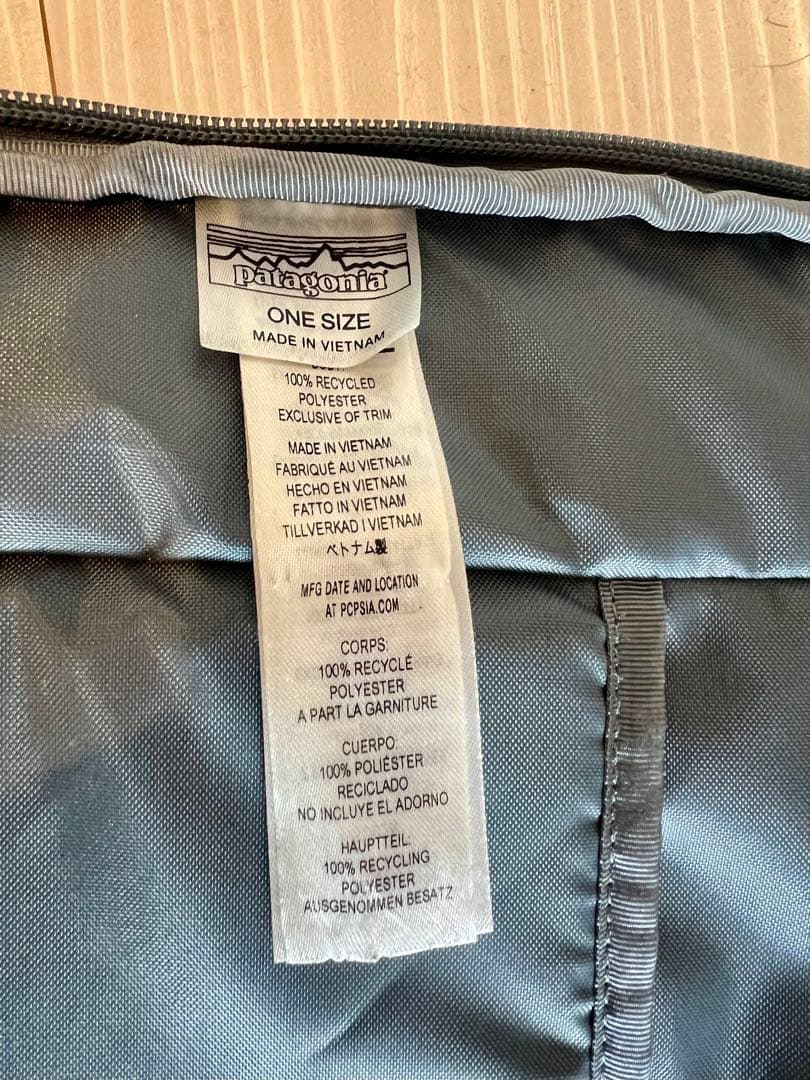 patagonia
ONE SIZE
MADE IN VIETNAM
100% RECYCLED
POLYESTER
EXCLUSIVE OF TRIM
MADE IN VIETNAM
FABRIQUÉ AU VIETNAM
HECHO EN VIETNAM
FATTO IN VIETNAM
TILLVERKAD I VIETNAM
ベトナム製
MFG DATE AND LOCATION
AT PCPSIA.COM
CORPS:
100% RECYCLÉ
POLYESTER
A PART LA GARNITURE
CUERPO:
100% POLIÉSTER
RECICLADO
NO INCLUYE EL ADORNO
HAUPTTEIL:
100% RECYCLING
POLYESTER
AUSGENOMMEN BESATZ